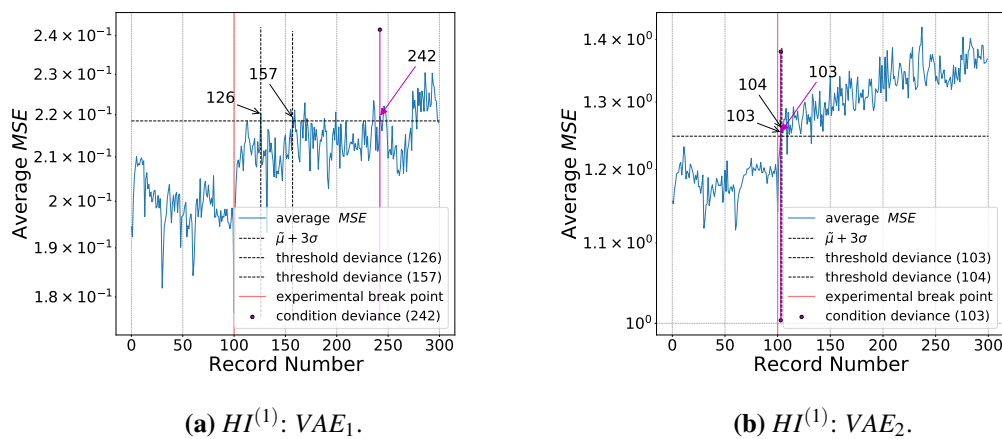 2.4 × 10⁻¹
2.3 × 10⁻¹
2.2 × 10⁻¹
2.1 × 10⁻¹
2 × 10⁻¹
1.9 × 10⁻¹
1.8 × 10⁻¹
Average MSE
126
157
242
average MSE
μ̃ + 3σ
threshold deviance (126)
threshold deviance (157)
experimental break point
condition deviance (242)
0 50 100 150 200 250 300
Record Number
(a) HI⁽¹⁾: VAE₁.
1.4 × 10⁰
1.3 × 10⁰
1.2 × 10⁰
1.1 × 10⁰
10⁰
Average MSE
103
104
103
average MSE
μ̃ + 3σ
threshold deviance (103)
threshold deviance (104)
experimental break point
condition deviance (103)
0 50 100 150 200 250 300
Record Number
(b) HI⁽¹⁾: VAE₂.